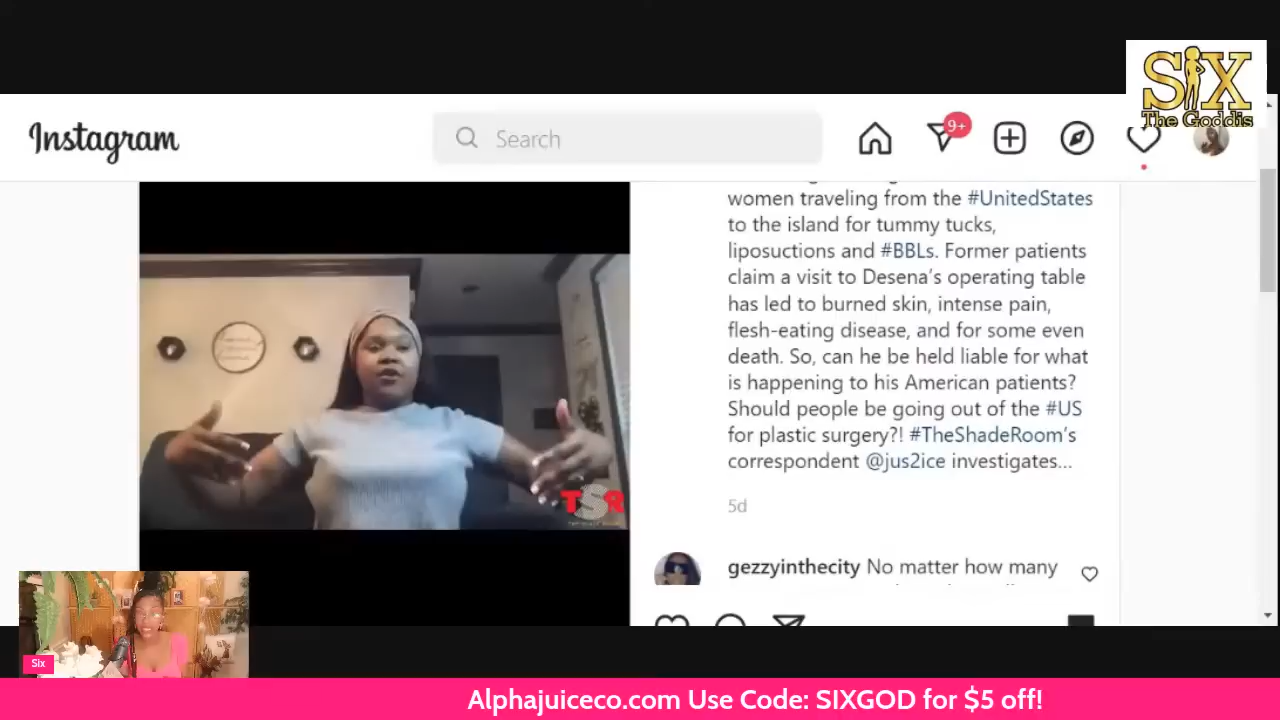 SIX
The Goddis
Instagram
Search
9+
women traveling from the #UnitedStates
to the island for tummy tucks,
liposuctions and #BBLs. Former patients
claim a visit to Desena's operating table
has led to burned skin, intense pain,
flesh-eating disease, and for some even
death. So, can he be held liable for what
is happening to his American patients?
Should people be going out of the #US
for plastic surgery?! #TheShadeRoom's
correspondent @jus2ice investigates...
5d
gezzyinthecity No matter how many
TSR
Six
Alphajuiceco.com Use Code: SIXGOD for $5 off!